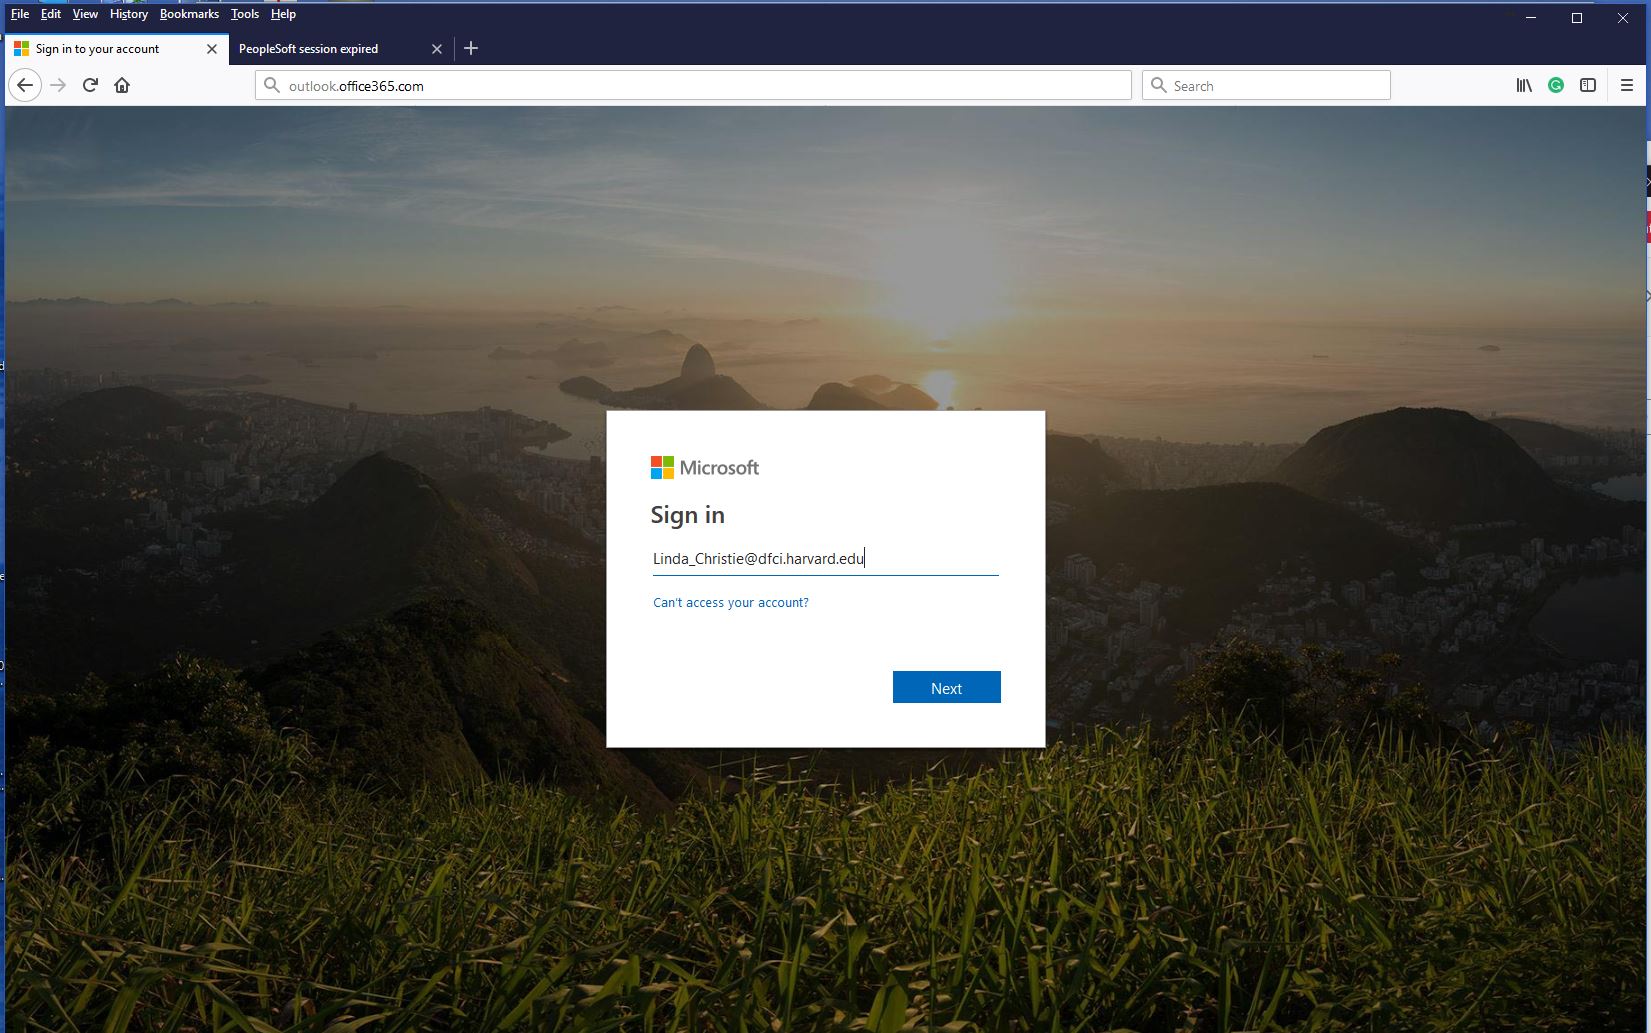 File Edit View History Bookmarks Tools Help
Sign in to your account
PeopleSoft session expired
outlook.office365.com
Search
Microsoft
Sign in
Linda_Christie@dfci.harvard.edu
Can't access your account?
Next